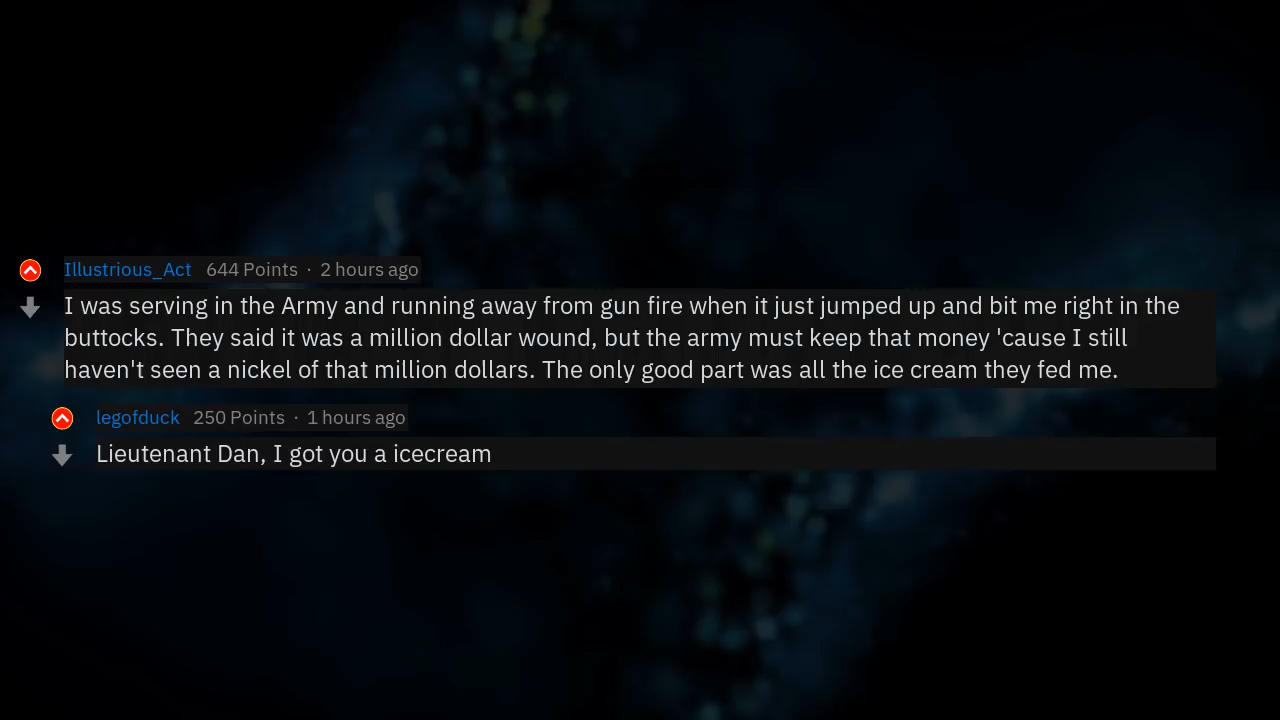 Illustrious_Act 644 Points · 2 hours ago
I was serving in the Army and running away from gun fire when it just jumped up and bit me right in the
buttocks. They said it was a million dollar wound, but the army must keep that money 'cause I still
haven't seen a nickel of that million dollars. The only good part was all the ice cream they fed me.
legofduck 250 Points · 1 hours ago
Lieutenant Dan, I got you a icecream